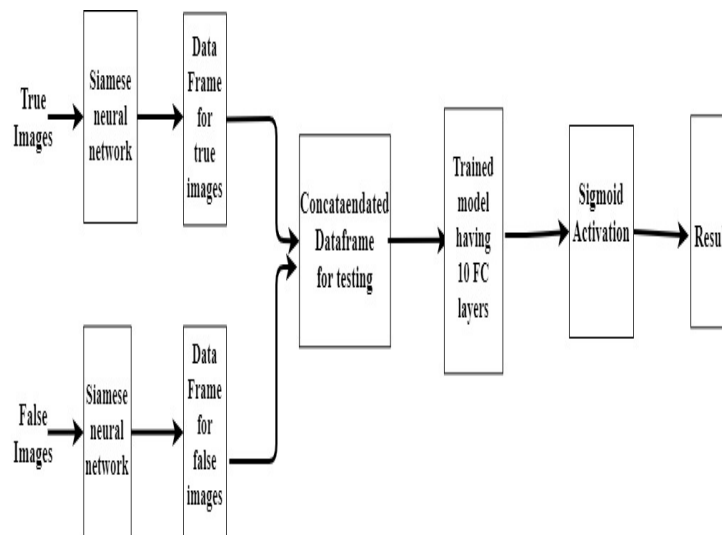 True
Images
Siamese
neural
network
Data
Frame
for
true
images
False
Images
Siamese
neural
network
Data
Frame
for
false
images
Concataendated
Dataframe
for testing
Trained
model
having
10 FC
layers
Sigmoid
Activation
Resul